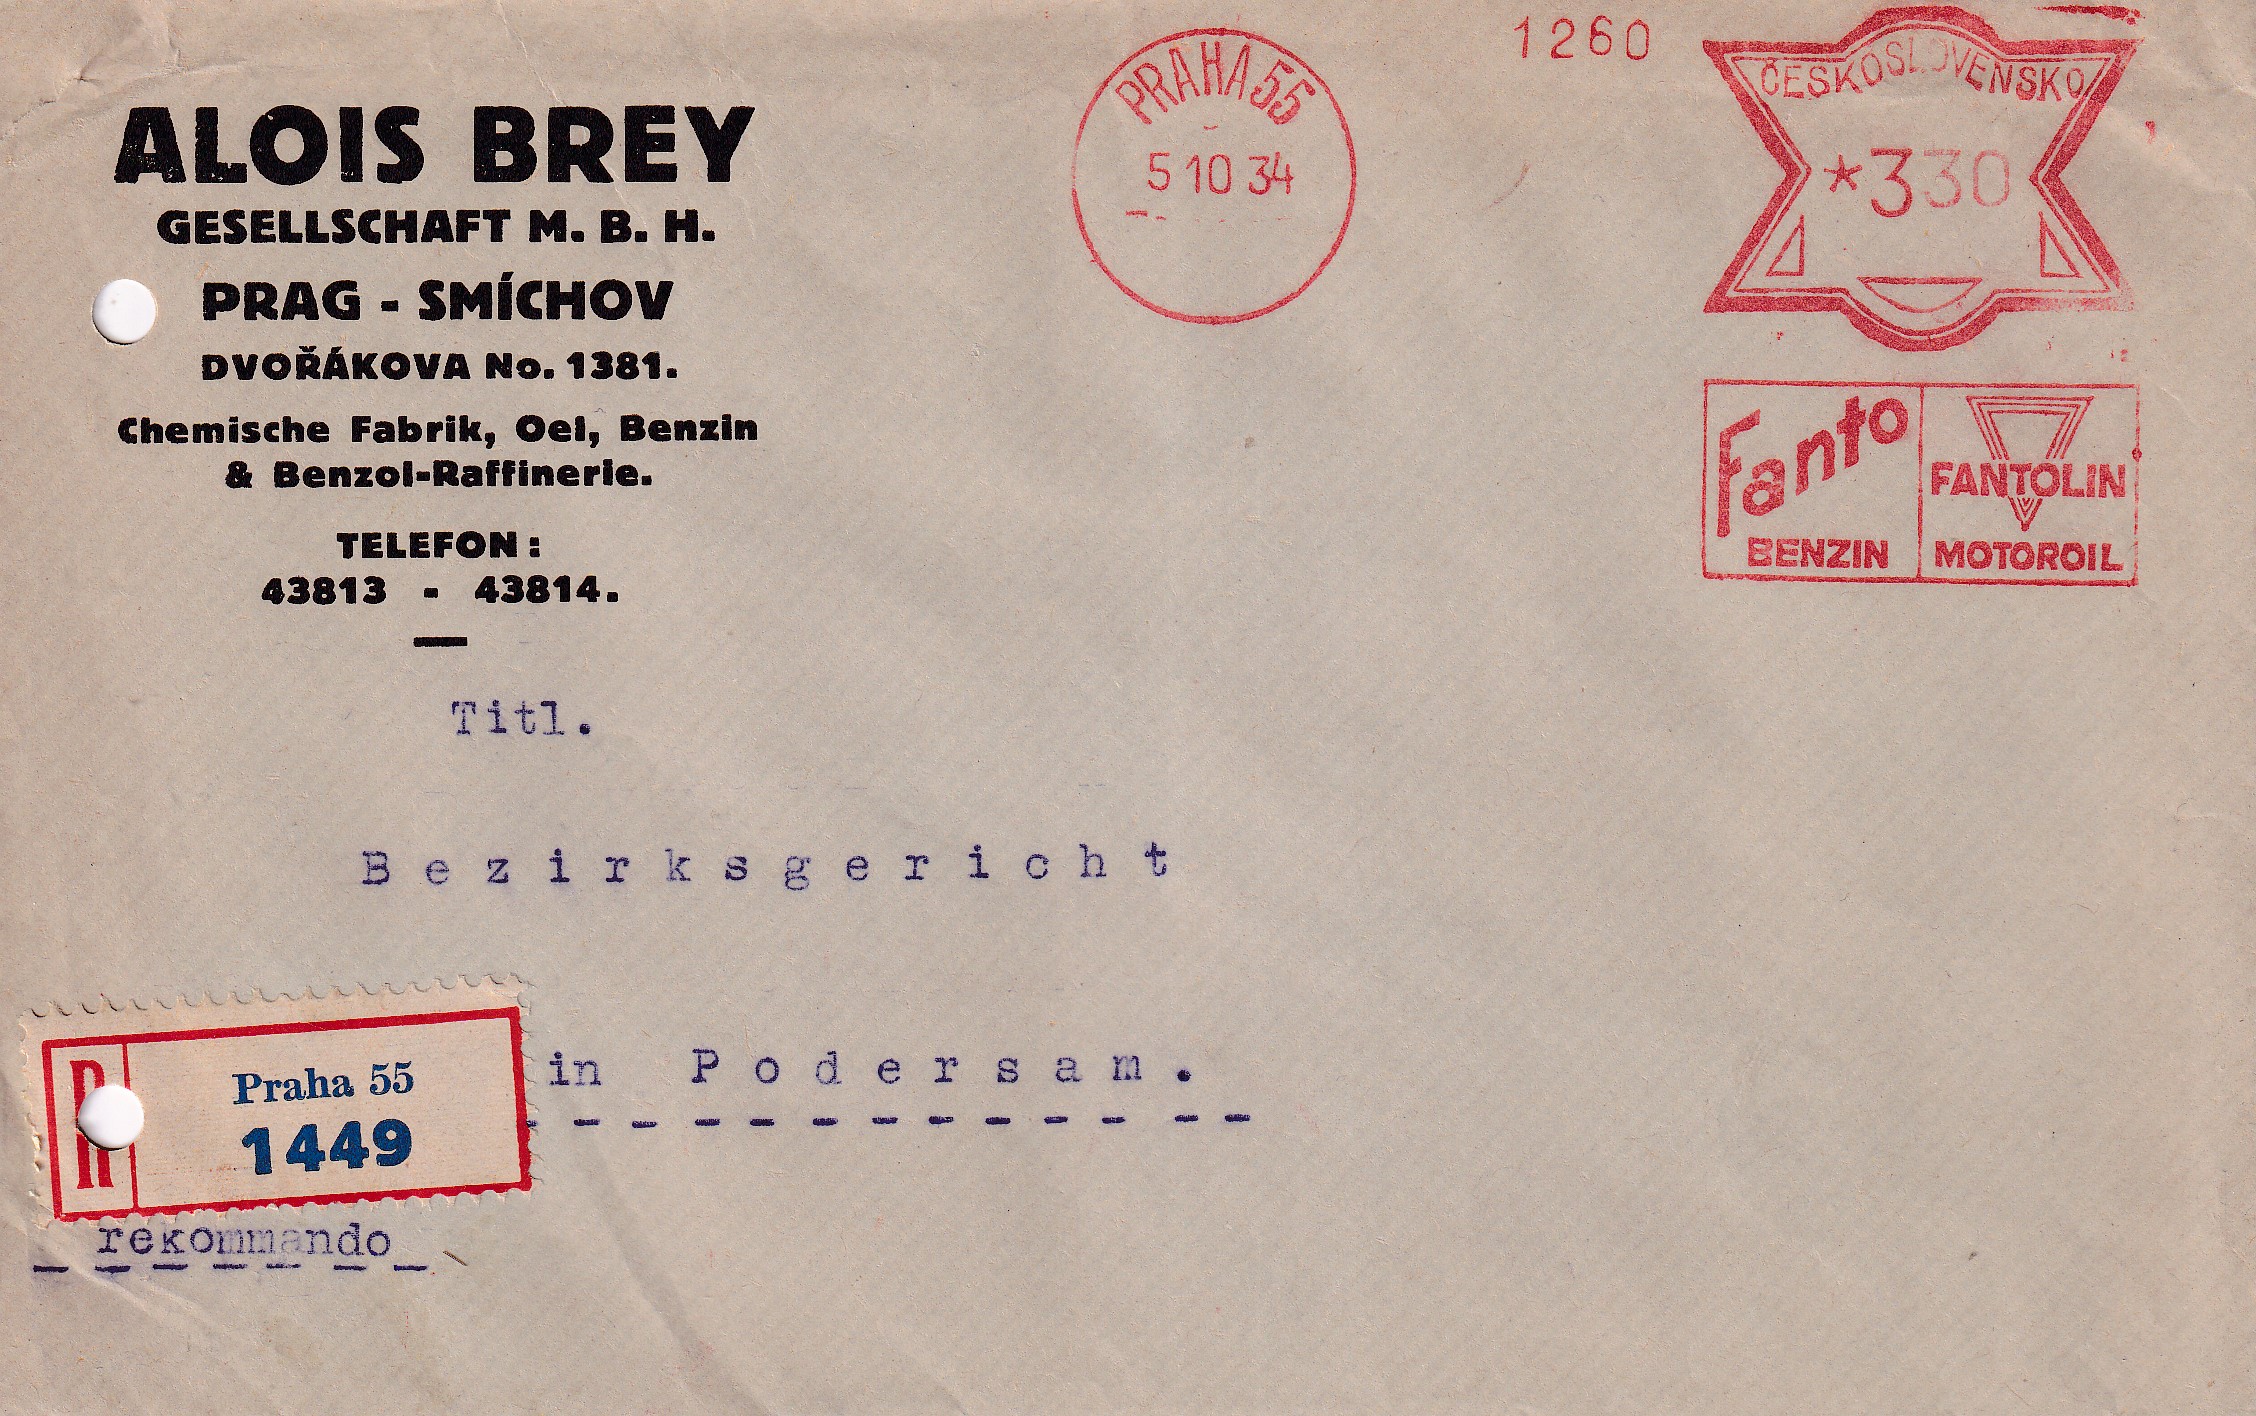 ALOIS BREY
GESELLSCHAFT M. B. H.
PRAG - SMÍCHOV
DVOŘÁKOVA No. 1381.
Chemische Fabrik, Oel, Benzin
& Benzol-Raffinerie.
TELEFON:
43813 - 43814.
PRAHA 55
5 10 34
1260
ČESKOSLOVENSKO
*330
Fanto
BENZIN
FANTOLIN
MOTOROIL
Titl.
Bezirksgericht
in Podersam.
R
Praha 55
1449
rekommando